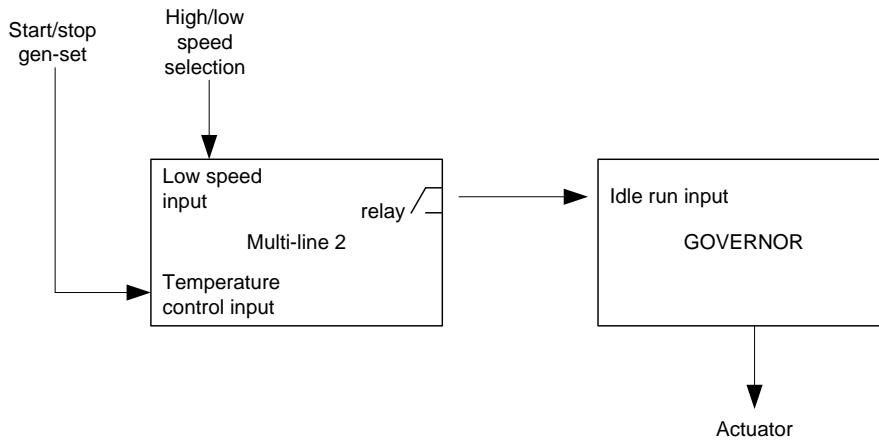 Start/stop
gen-set
High/low
speed
selection
Low speed
input
relay
Multi-line 2
Temperature
control input
Idle run input
GOVERNOR
Actuator